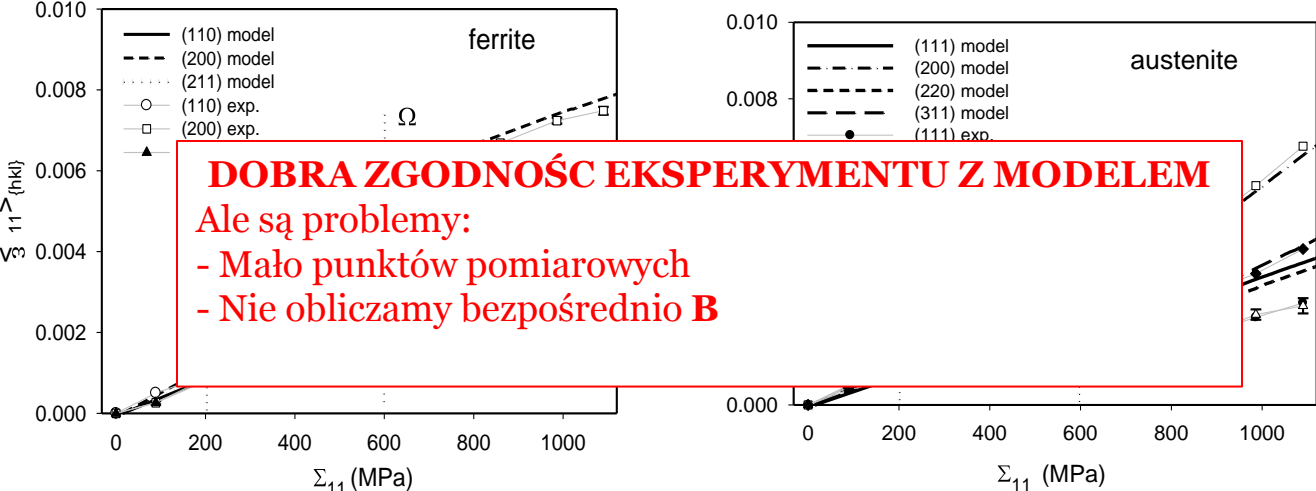 0.010
(110) model
(200) model
(211) model
(110) exp.
(200) exp.
ferrite
Ω
0.008
0.006
0.004
0.002
0.000
<ε 11>{hkl}
0 200 400 600 800 1000
Σ11 (MPa)
0.010
(111) model
(200) model
(220) model
(311) model
(111) exp.
austenite
0.008
0.000
0 200 400 600 800 1000
Σ11 (MPa)
DOBRA ZGODNOŚC EKSPERYMENTU Z MODELEM
Ale są problemy:
- Mało punktów pomiarowych
- Nie obliczamy bezpośrednio B